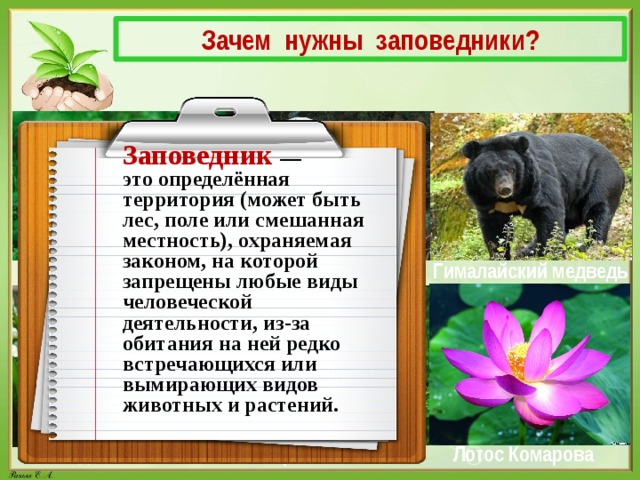 Зачем нужны заповедники?
Заповедник —
это определённая
территория (может быть
лес, поле или смешанная
местность), охраняемая
законом, на которой
запрещены любые виды
человеческой
деятельности, из-за
обитания на ней редко
встречающихся или
вымирающих видов
животных и растений.
Гималайский медведь
Лотос Комарова